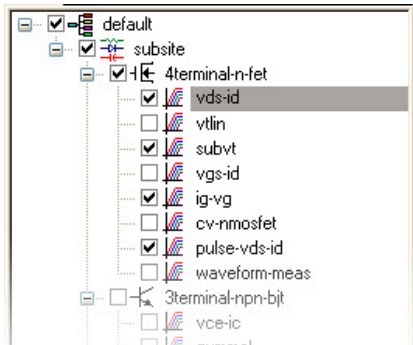 default
subsite
4terminal-n-fet
vds-id
vtlin
subvt
vgs-id
ig-vg
cv-nmosfet
pulse-vds-id
waveform-meas
3terminal-npn-bjt
vce-ic